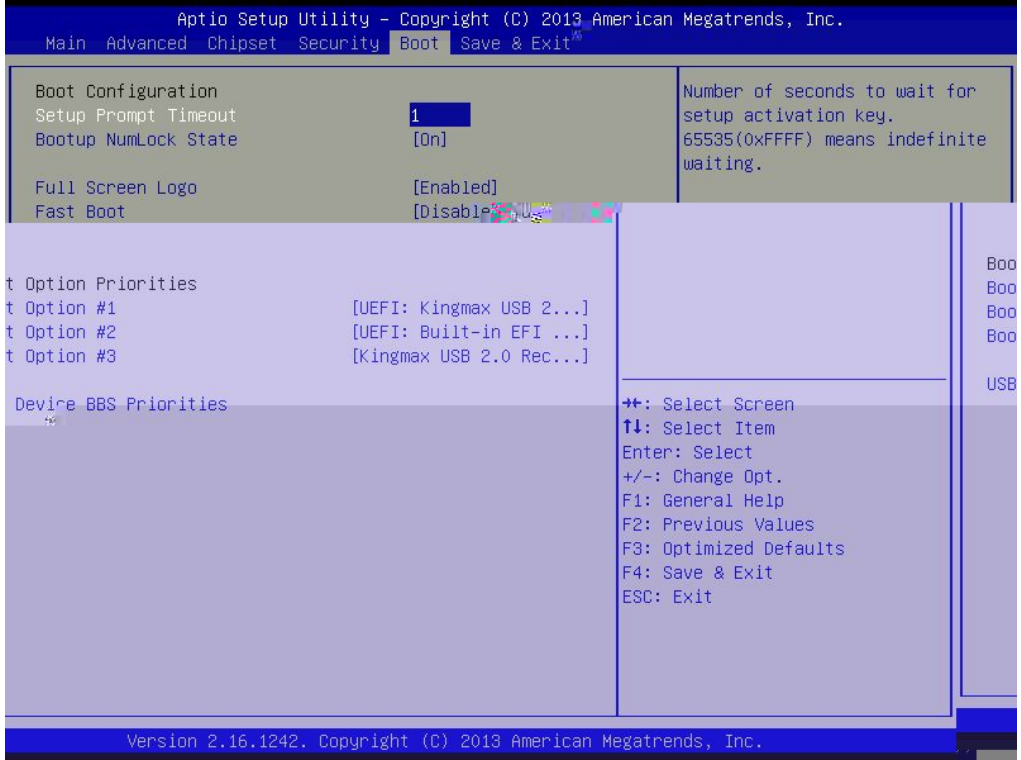 Aptio Setup Utility – Copyright (C) 2013 American Megatrends, Inc.
Main Advanced Chipset Security Boot Save & Exit
Boot Configuration
Setup Prompt Timeout 1
Bootup NumLock State [On]
Full Screen Logo [Enabled]
Fast Boot [Disable
Number of seconds to wait for
setup activation key.
65535(0xFFFF) means indefinite
waiting.
t Option Priorities
t Option #1 [UEFI: Kingmax USB 2...]
t Option #2 [UEFI: Built-in EFI ...]
t Option #3 [Kingmax USB 2.0 Rec...]
Device BBS Priorities
Boo
Boo
Boo
Boo
USB
→←: Select Screen
↑↓: Select Item
Enter: Select
+/-: Change Opt.
F1: General Help
F2: Previous Values
F3: Optimized Defaults
F4: Save & Exit
ESC: Exit
Version 2.16.1242. Copyright (C) 2013 American Megatrends, Inc.